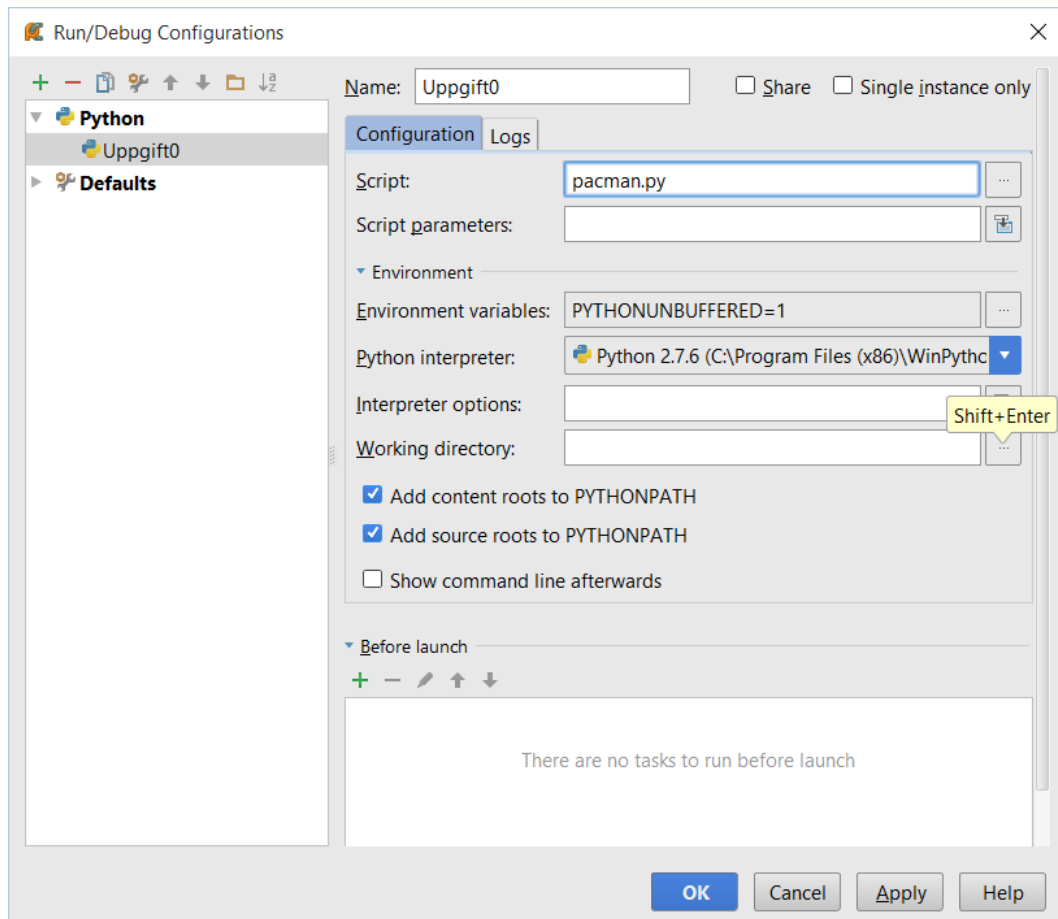 Run/Debug Configurations
Name: Uppgift0 Share Single instance only
Python
Uppgift0
Defaults
Configuration Logs
Script: pacman.py ...
Script parameters:
Environment
Environment variables: PYTHONUNBUFFERED=1 ...
Python interpreter: Python 2.7.6 (C:\Program Files (x86)\WinPythc
Interpreter options:
Shift+Enter
Working directory: ...
Add content roots to PYTHONPATH
Add source roots to PYTHONPATH
Show command line afterwards
Before launch
There are no tasks to run before launch
OK Cancel Apply Help